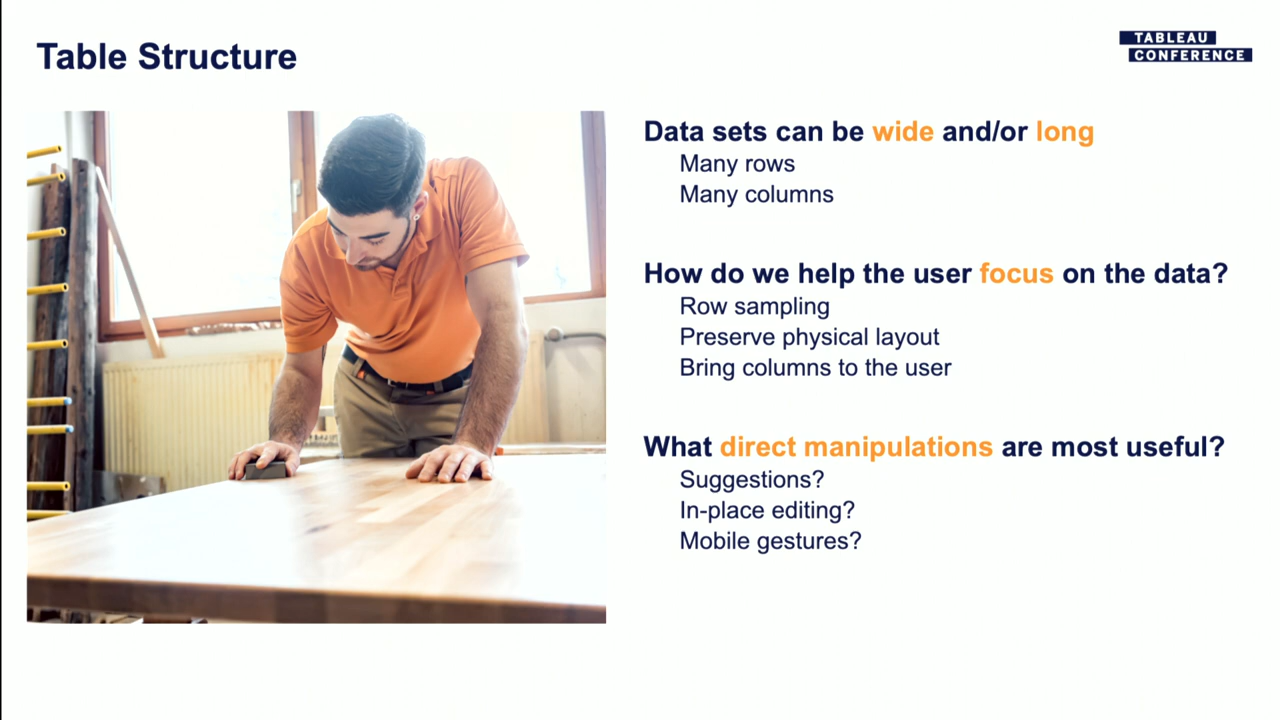 Table Structure
TABLEAU
CONFERENCE
Data sets can be wide and/or long
Many rows
Many columns
How do we help the user focus on the data?
Row sampling
Preserve physical layout
Bring columns to the user
What direct manipulations are most useful?
Suggestions?
In-place editing?
Mobile gestures?